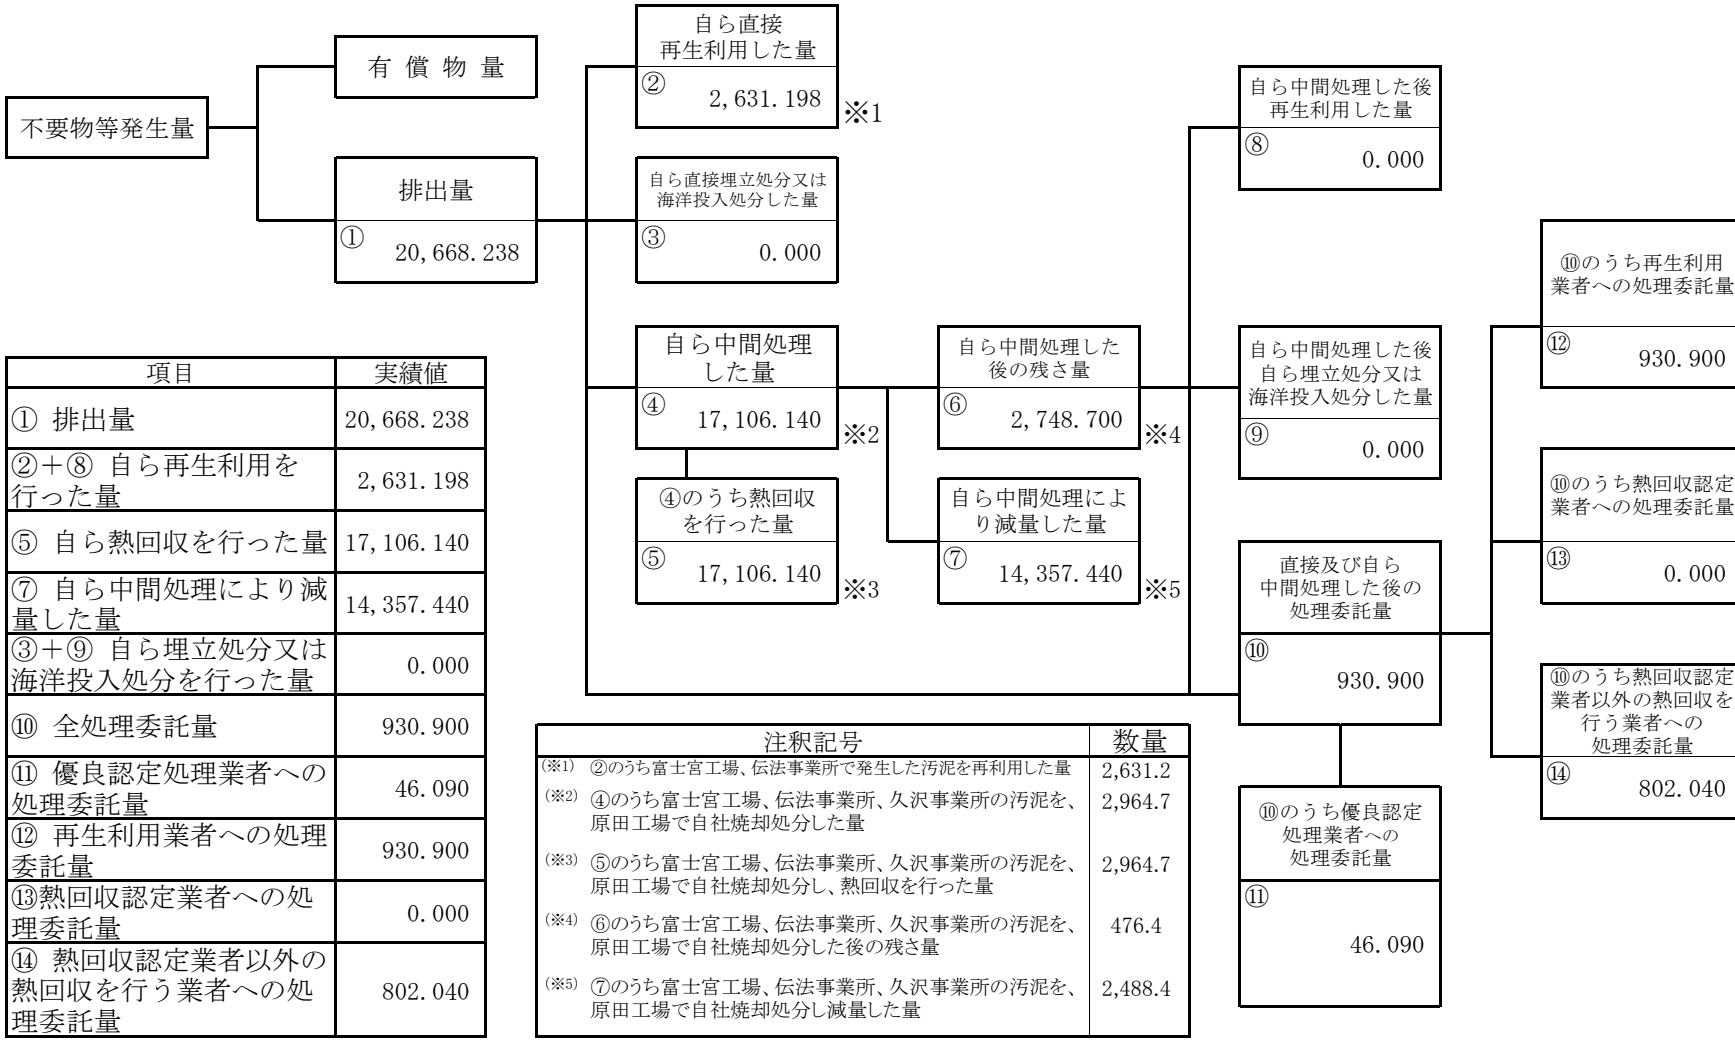 不要物等発生量
有 償 物 量
排出量
① 20,668.238
自ら直接
再生利用した量
② 2,631.198 ※1
自ら直接埋立処分又は
海洋投入処分した量
③ 0.000
自ら中間処理
した量
④ 17,106.140 ※2
④のうち熱回収
を行った量
⑤ 17,106.140 ※3
自ら中間処理した
後の残さ量
⑥ 2,748.700 ※4
自ら中間処理によ
り減量した量
⑦ 14,357.440 ※5
自ら中間処理した後
再生利用した量
⑧ 0.000
自ら中間処理した後
自ら埋立処分又は
海洋投入処分した量
⑨ 0.000
直接及び自ら
中間処理した後の
処理委託量
⑩ 930.900
⑩のうち優良認定
処理業者への
処理委託量
⑪ 46.090
⑩のうち再生利用
業者への処理委託量
⑫ 930.900
⑩のうち熱回収認定
業者への処理委託量
⑬ 0.000
⑩のうち熱回収認定
業者以外の熱回収を
行う業者への
処理委託量
⑭ 802.040
項目 実績値
① 排出量 20,668.238
②＋⑧ 自ら再生利用を
行った量 2,631.198
⑤ 自ら熱回収を行った量 17,106.140
⑦ 自ら中間処理により減
量した量 14,357.440
③＋⑨ 自ら埋立処分又は
海洋投入処分を行った量 0.000
⑩ 全処理委託量 930.900
⑪ 優良認定処理業者への
処理委託量 46.090
⑫ 再生利用業者への処理
委託量 930.900
⑬熱回収認定業者への処
理委託量 0.000
⑭ 熱回収認定業者以外の
熱回収を行う業者への処
理委託量 802.040
注釈記号 数量
(※1) ②のうち富士宮工場、伝法事業所で発生した汚泥を再利用した量 2,631.2
(※2) ④のうち富士宮工場、伝法事業所、久沢事業所の汚泥を、 2,964.7
原田工場で自社焼却処分した量
(※3) ⑤のうち富士宮工場、伝法事業所、久沢事業所の汚泥を、 2,964.7
原田工場で自社焼却処分し、熱回収を行った量
(※4) ⑥のうち富士宮工場、伝法事業所、久沢事業所の汚泥を、 476.4
原田工場で自社焼却処分した後の残さ量
(※5) ⑦のうち富士宮工場、伝法事業所、久沢事業所の汚泥を、 2,488.4
原田工場で自社焼却処分し減量した量